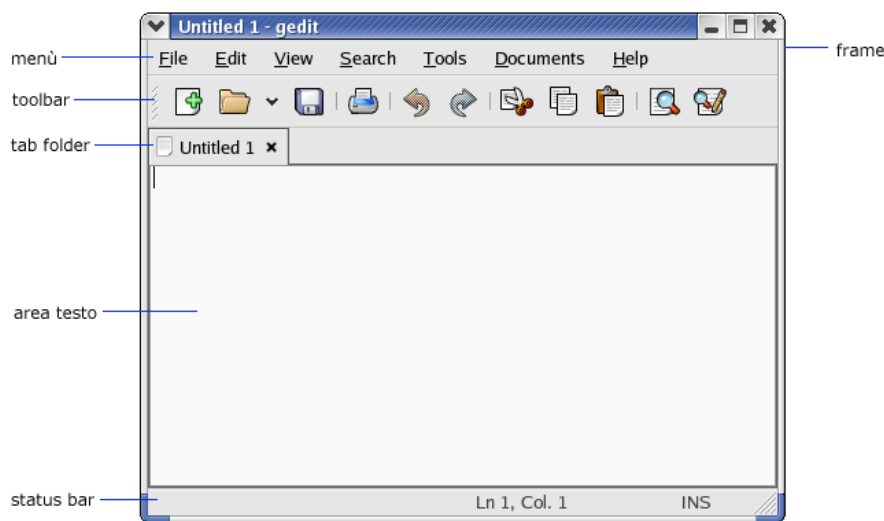 Untitled 1 - gedit
menù
File Edit View Search Tools Documents Help
frame
toolbar
tab folder
Untitled 1
area testo
status bar
Ln 1, Col. 1 INS